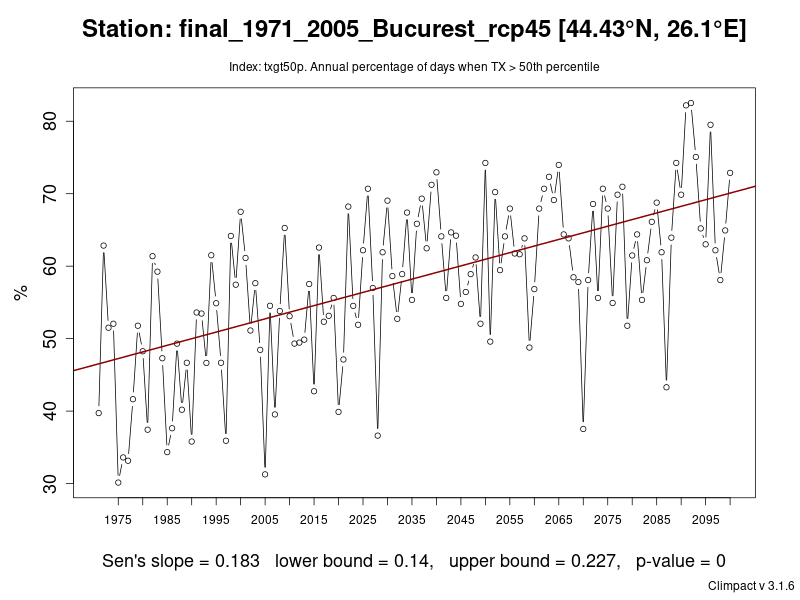 Station: final_1971_2005_Bucurest_rcp45 [44.43°N, 26.1°E]
Index: txgt50p. Annual percentage of days when TX > 50th percentile
80
70
60
50
40
30
%
1975 1985 1995 2005 2015 2025 2035 2045 2055 2065 2075 2085 2095
Sen's slope = 0.183 lower bound = 0.14, upper bound = 0.227, p-value = 0
Climpact v 3.1.6